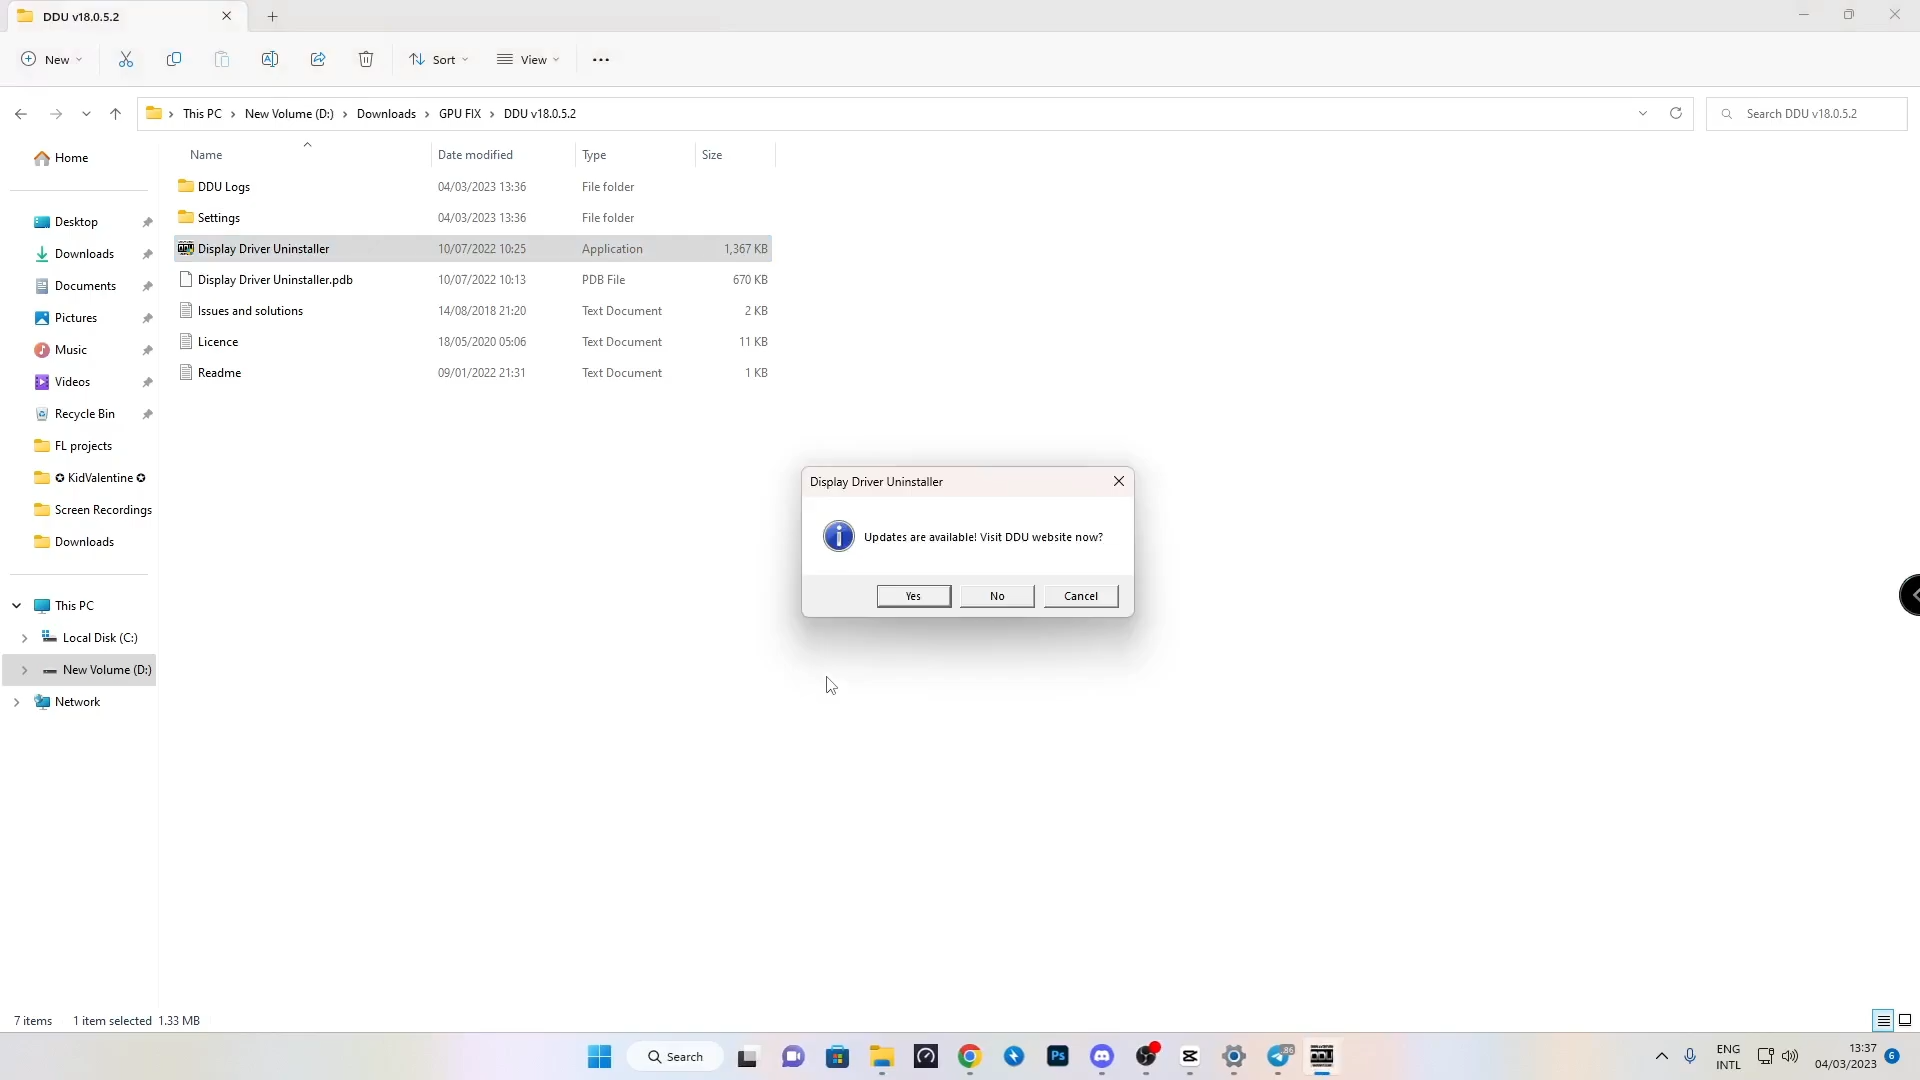 DDU v18.0.5.2
New
Sort
View
This PC > New Volume (D:) > Downloads > GPU FIX > DDU v18.0.5.2
Search DDU v18.0.5.2
Name Date modified Type Size
DDU Logs 04/03/2023 13:36 File folder
Settings 04/03/2023 13:36 File folder
Display Driver Uninstaller 10/07/2022 10:25 Application 1,367 KB
Display Driver Uninstaller.pdb 10/07/2022 10:13 PDB File 670 KB
Issues and solutions 14/08/2018 21:20 Text Document 2 KB
Licence 18/05/2020 05:06 Text Document 11 KB
Readme 09/01/2022 21:31 Text Document 1 KB
Home
Desktop
Downloads
Documents
Pictures
Music
Videos
Recycle Bin
FL projects
✪ KidValentine ✪
Screen Recordings
Downloads
This PC
Local Disk (C:)
New Volume (D:)
Network
Display Driver Uninstaller
Updates are available! Visit DDU website now?
Yes No Cancel
7 items 1 item selected 1.33 MB
Search
Ps
86
DDU
ENG
INTL
13:37
04/03/2023
6